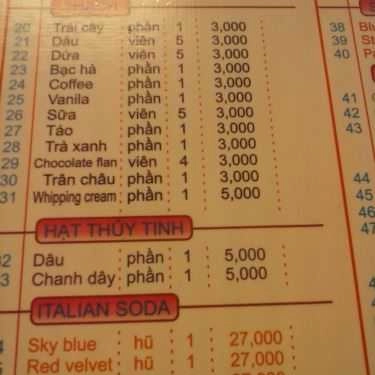 20 Trái cây phần 1 3,000
21 Dâu viên 5 3,000
22 Dứa viên 5 3,000
23 Bạc hà phần 1 3,000
24 Coffee phần 1 3,000
25 Vanila phần 1 3,000
26 Sữa viên 5 3,000
27 Táo phần 1 3,000
28 Trà xanh phần 1 3,000
29 Chocolate flan viên 4 3,000
30 Trân châu phần 1 3,000
31 Whipping cream phần 1 5,000
HẠT THỦY TINH
Dâu phần 1 5,000
Chanh dây phần 1 5,000
ITALIAN SODA
Sky blue hũ 1 27,000
Red velvet hũ 1 27,000
38
39
40
41
42
43
44
45
46
47